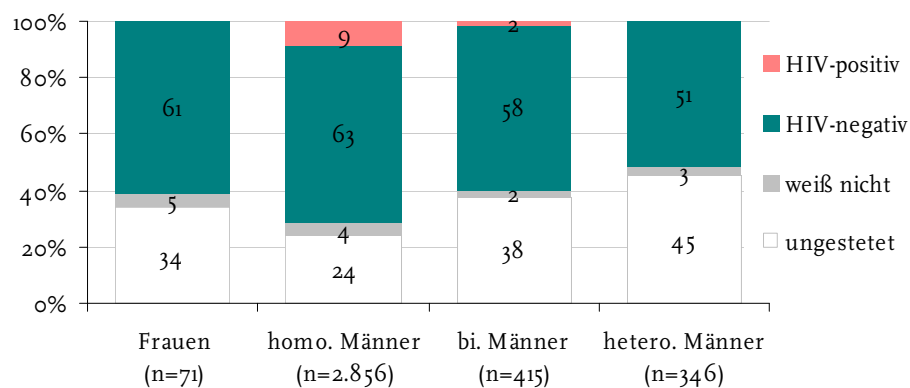 100%
80%
60%
40%
20%
0%
61
5
34
9
63
4
24
2
58
2
38
51
3
45
HIV-positiv
HIV-negativ
weiß nicht
ungestetet
Frauen
(n=71)
homo. Männer
(n=2.856)
bi. Männer
(n=415)
hetero. Männer
(n=346)